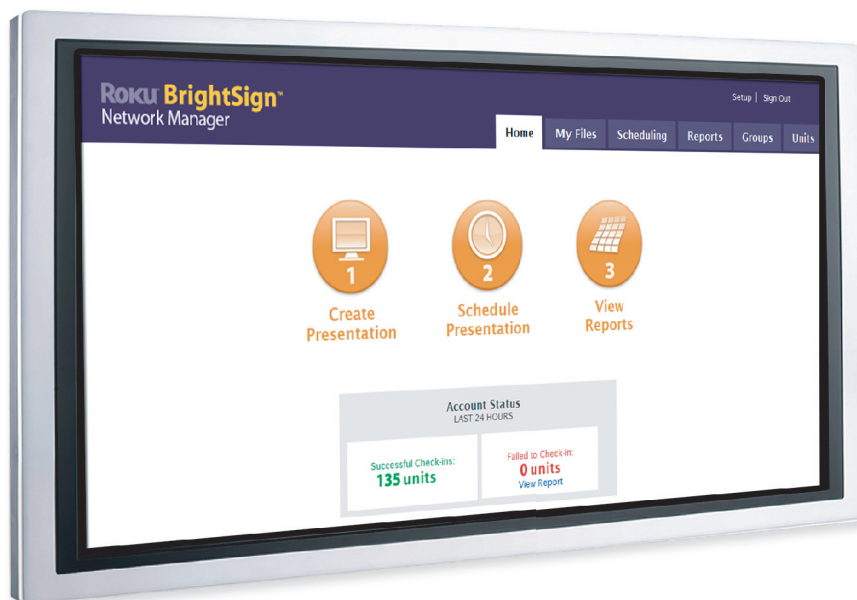 Roku BrightSign™
Network Manager
Setup | Sign Out
Home My Files Scheduling Reports Groups Units
1
Create
Presentation
2
Schedule
Presentation
3
View
Reports
Account Status
LAST 24 HOURS
Successful Check-ins:
135 units
Failed to Check-in:
0 units
View Report